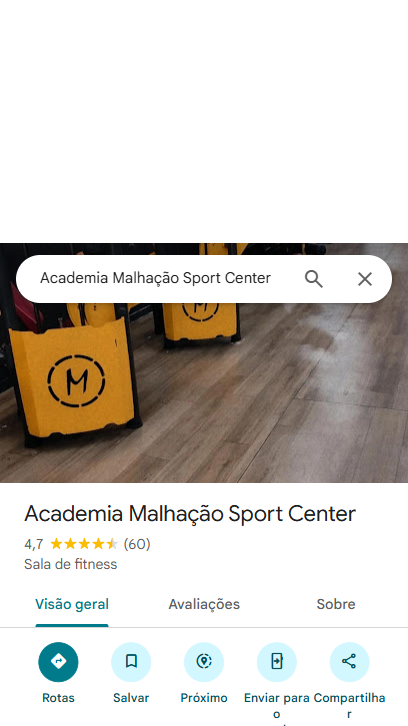 Academia Malhação Sport Center
M
M
Academia Malhação Sport Center
4,7 (60)
Sala de fitness
Visão geral Avaliações Sobre
Rotas Salvar Próximo Enviar para o Compartilhar